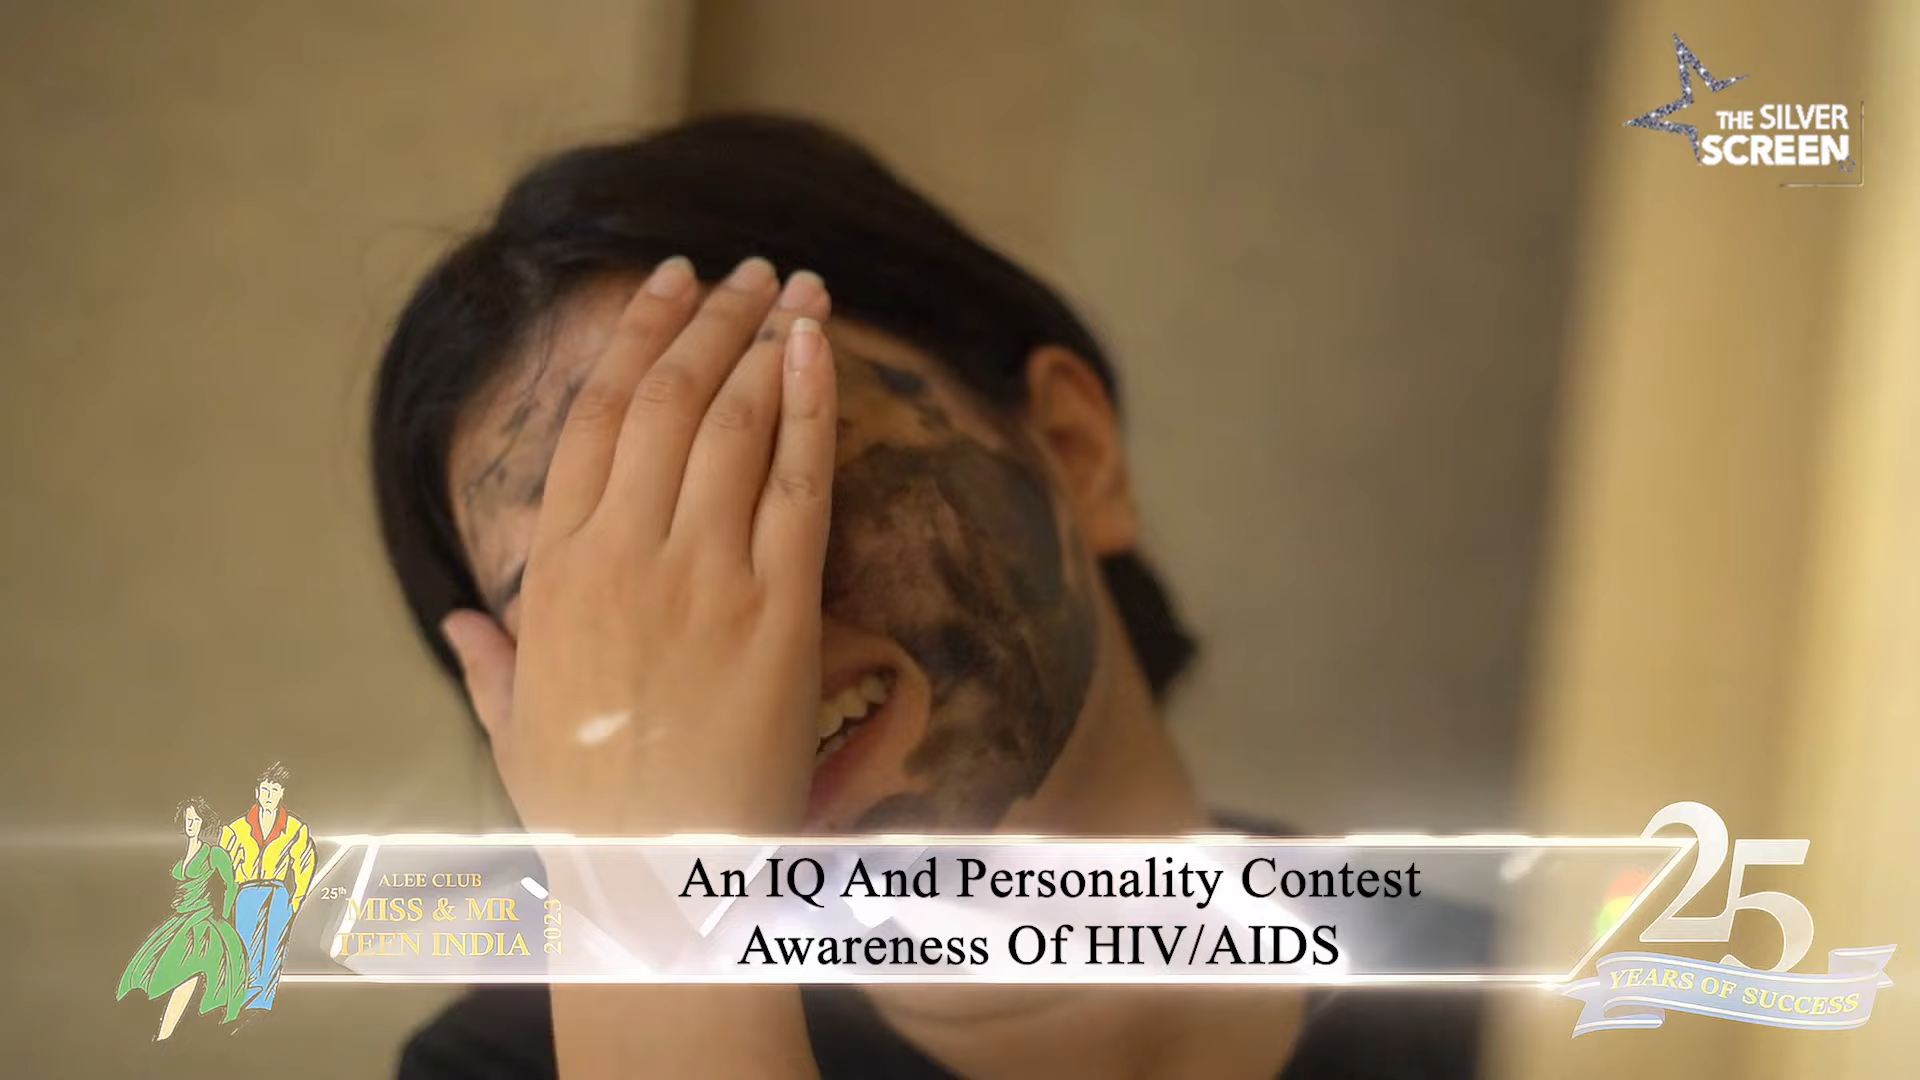 THE SILVER
SCREEN
25th
ALEE CLUB
MISS & MR
TEEN INDIA
2023
An IQ And Personality Contest
Awareness Of HIV/AIDS
25
YEARS OF SUCCESS